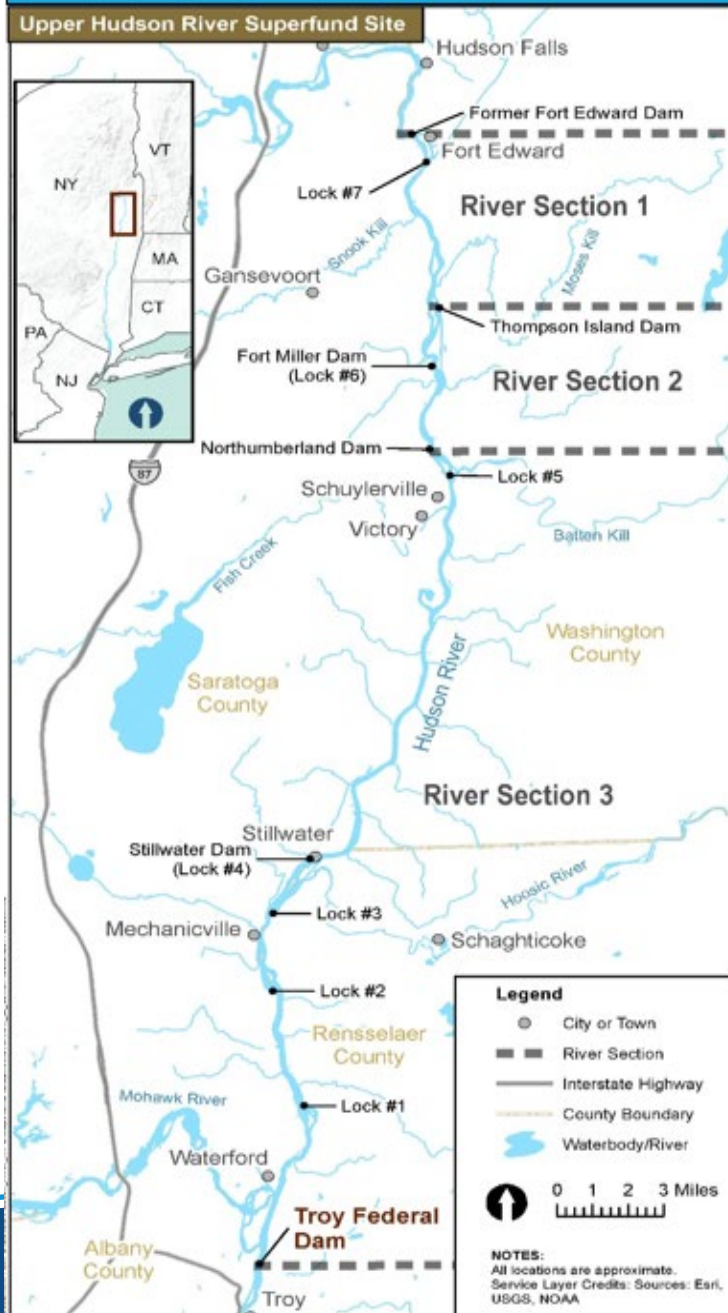 Upper Hudson River Superfund Site
Hudson Falls
Former Fort Edward Dam
Fort Edward
Lock #7
VT
NY
MA
CT
PA
NJ
River Section 1
Snook Kill
Moses Kill
Gansevoort
Thompson Island Dam
Fort Miller Dam
(Lock #6)
River Section 2
Northumberland Dam
87
Lock #5
Schuylerville
Victory
Batten Kill
Fish Creek
Washington
County
Hudson River
Saratoga
County
River Section 3
Stillwater
Stillwater Dam
(Lock #4)
Hoosic River
Lock #3
Mechanicville
Schaghticoke
Lock #2
Rensselaer
County
Mohawk River
Lock #1
Waterford
Troy Federal
Dam
Albany
County
Troy
Legend
City or Town
River Section
Interstate Highway
County Boundary
Waterbody/River
0 1 2 3 Miles
NOTES:
All locations are approximate.
Service Layer Credits: Sources: Esri,
USGS, NOAA